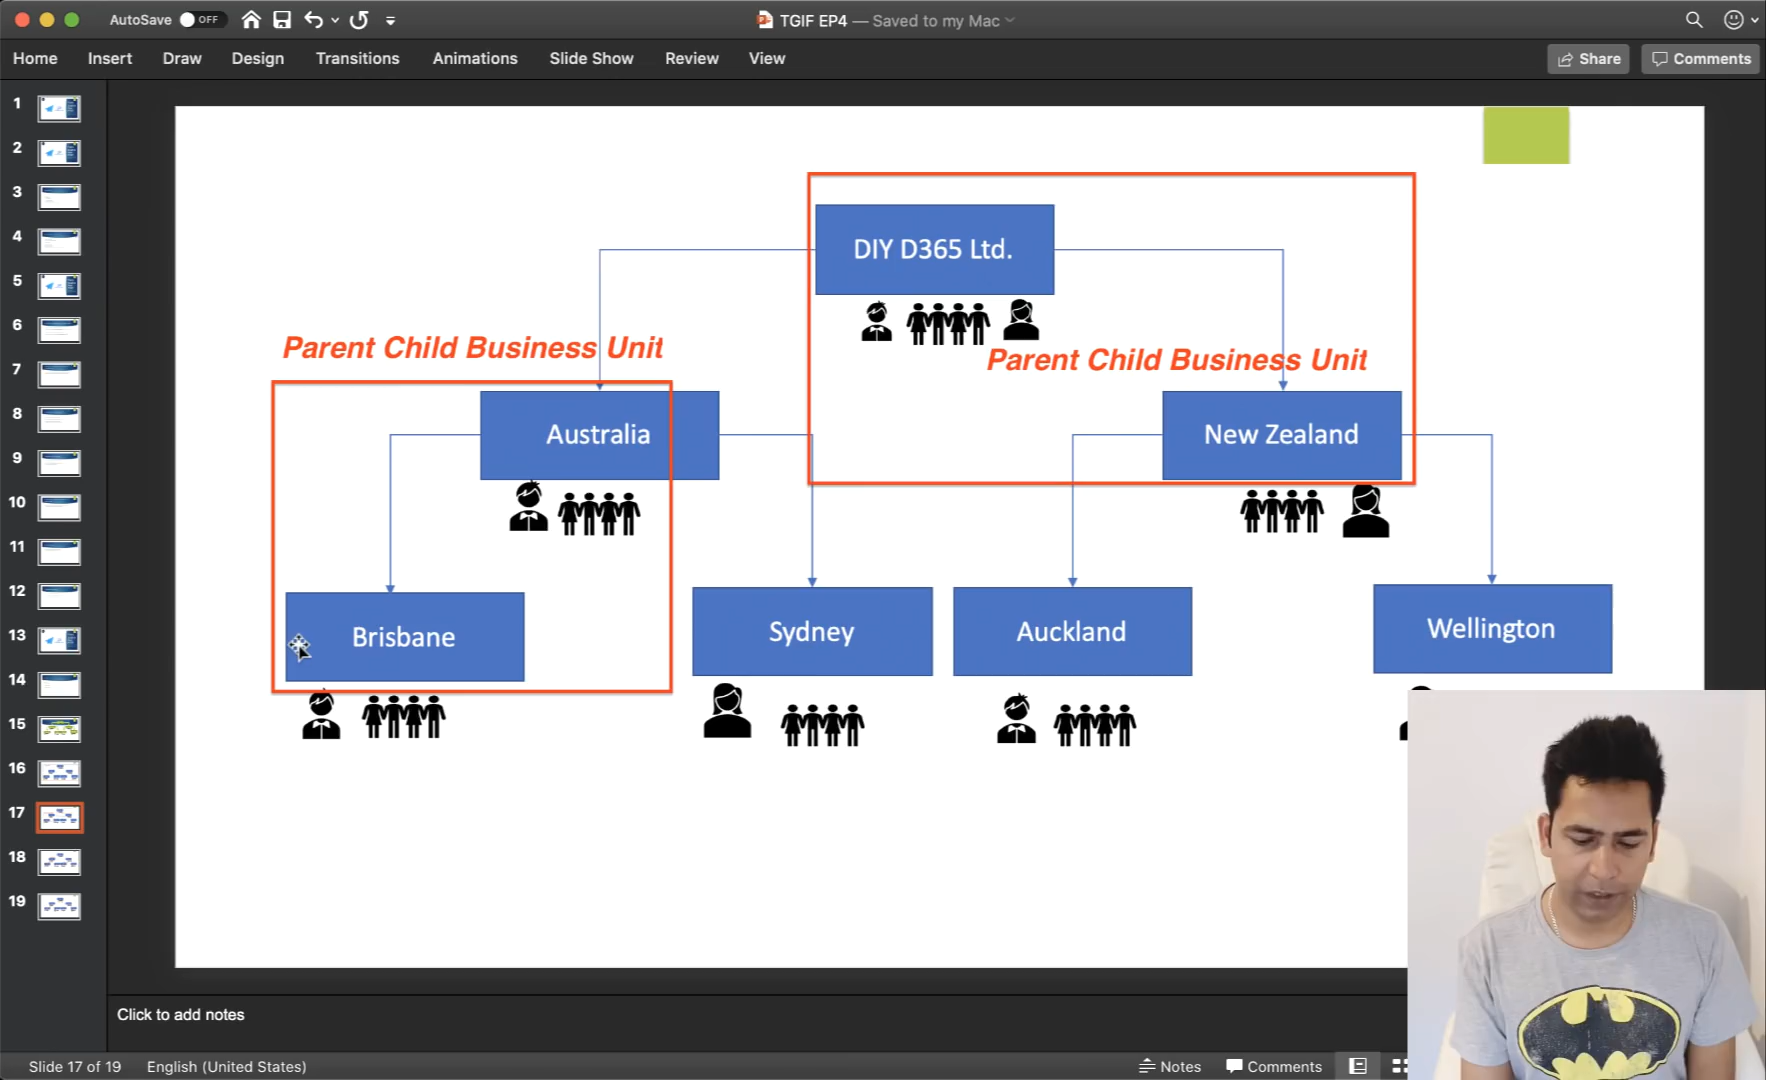 AutoSave OFF
TGIF EP4 — Saved to my Mac
Home Insert Draw Design Transitions Animations Slide Show Review View Share Comments
1
2
3
4
5
6
7
8
9
10
11
12
13
14
15
16
17
18
19
DIY D365 Ltd.
Parent Child Business Unit
Parent Child Business Unit
Australia
New Zealand
Brisbane
Sydney
Auckland
Wellington
Click to add notes
Slide 17 of 19 English (United States) Notes Comments